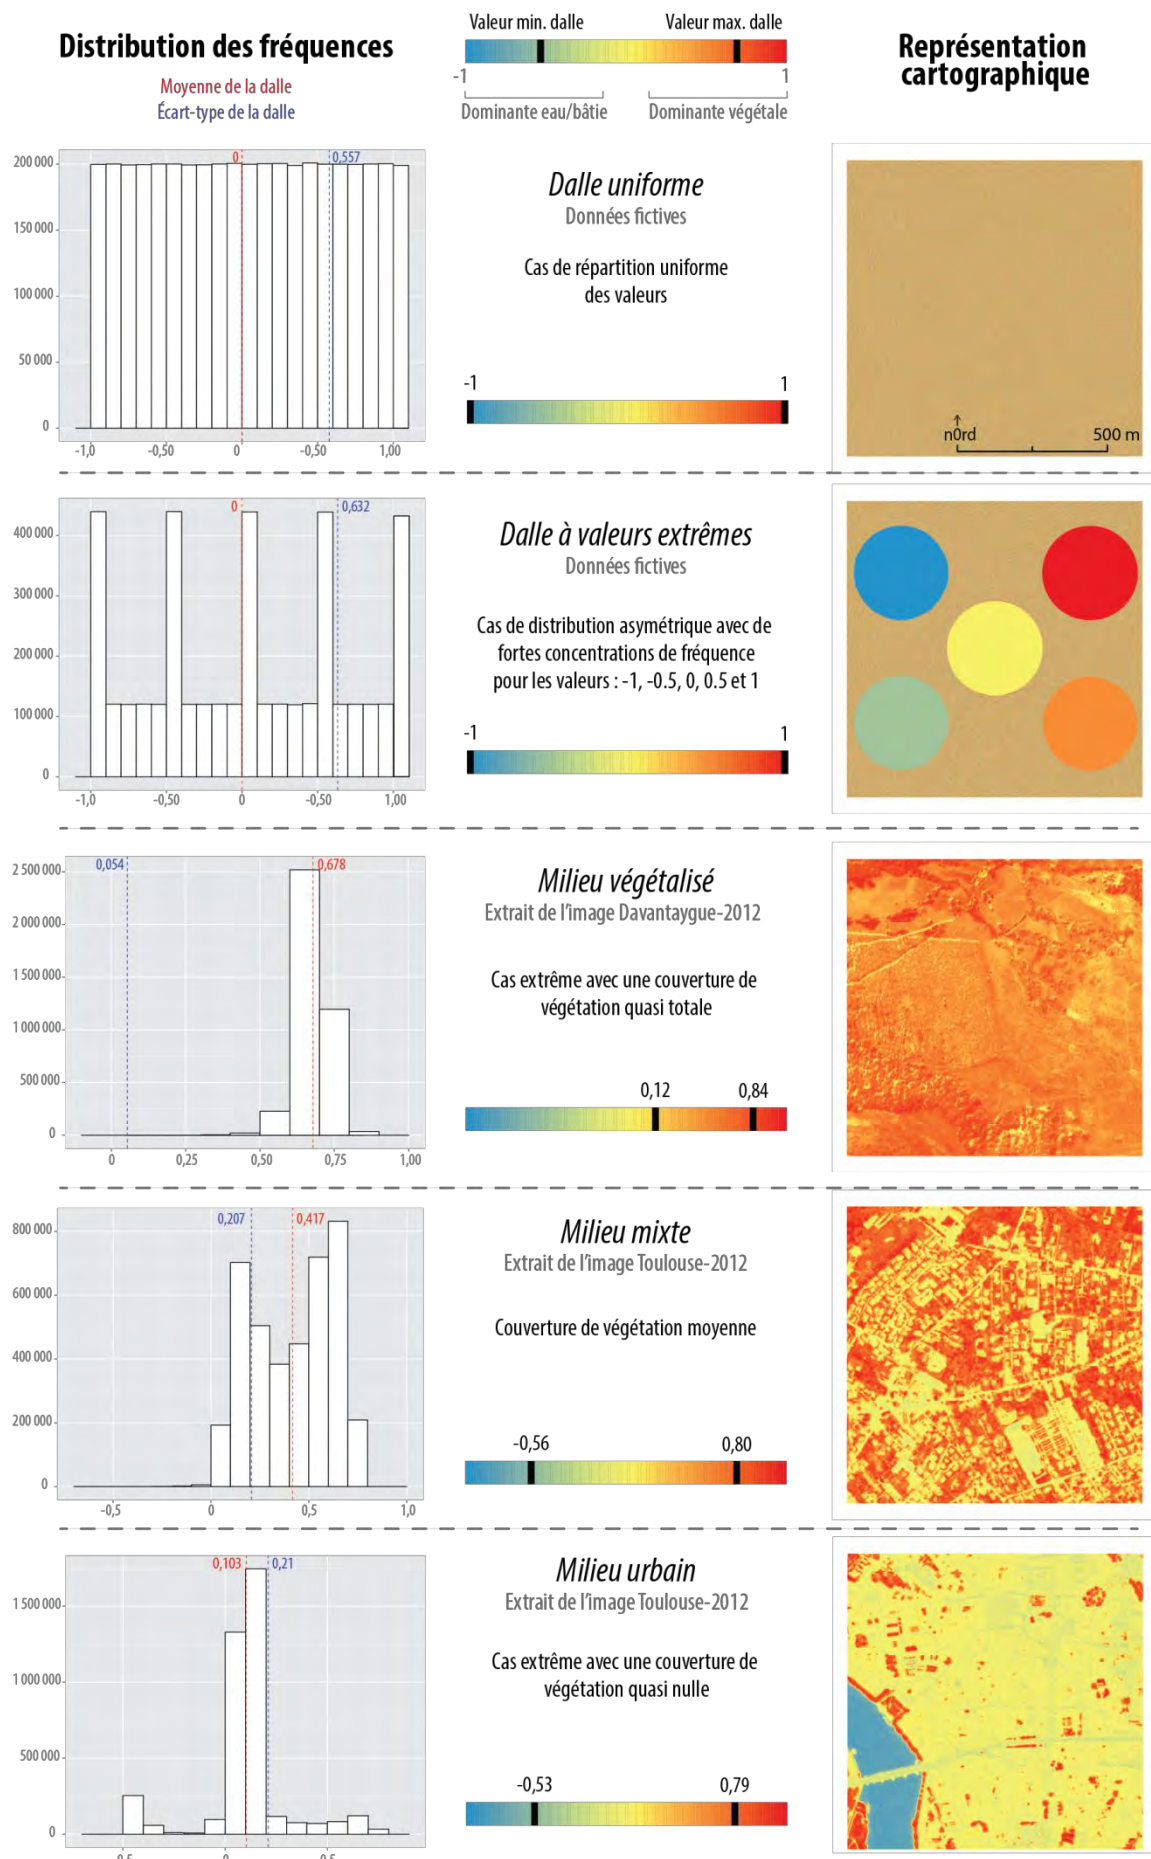 Distribution des fréquences
Moyenne de la dalle
Écart-type de la dalle
Valeur min. dalle
Valeur max. dalle
-1
1
Dominante eau/bâtie
Dominante végétale
Représentation
cartographique
200 000
150 000
100 000
50 000
0
0
0,557
-1,0
-0,50
0
-0,50
1,00
Dalle uniforme
Données fictives
Cas de répartition uniforme
des valeurs
-1
1
n0rd
500 m
400 000
300 000
200 000
100 000
0
0
0,632
-1,0
-0,50
0
-0,50
1,00
Dalle à valeurs extrêmes
Données fictives
Cas de distribution asymétrique avec de
fortes concentrations de fréquence
pour les valeurs : -1, -0.5, 0, 0.5 et 1
-1
1
2 500 000
2 000 000
1 500 000
1 000 000
500 000
0
0,054
0,678
0
0,25
0,50
0,75
1,00
Milieu végétalisé
Extrait de l'image Davantaygue-2012
Cas extrême avec une couverture de
végétation quasi totale
0,12
0,84
800 000
600 000
400 000
200 000
0
0,207
0,417
-0,5
0
0,5
1,0
Milieu mixte
Extrait de l'image Toulouse-2012
Couverture de végétation moyenne
-0,56
0,80
1 500 000
1 000 000
500 000
0
0,103
0,21
Milieu urbain
Extrait de l'image Toulouse-2012
Cas extrême avec une couverture de
végétation quasi nulle
-0,53
0,79